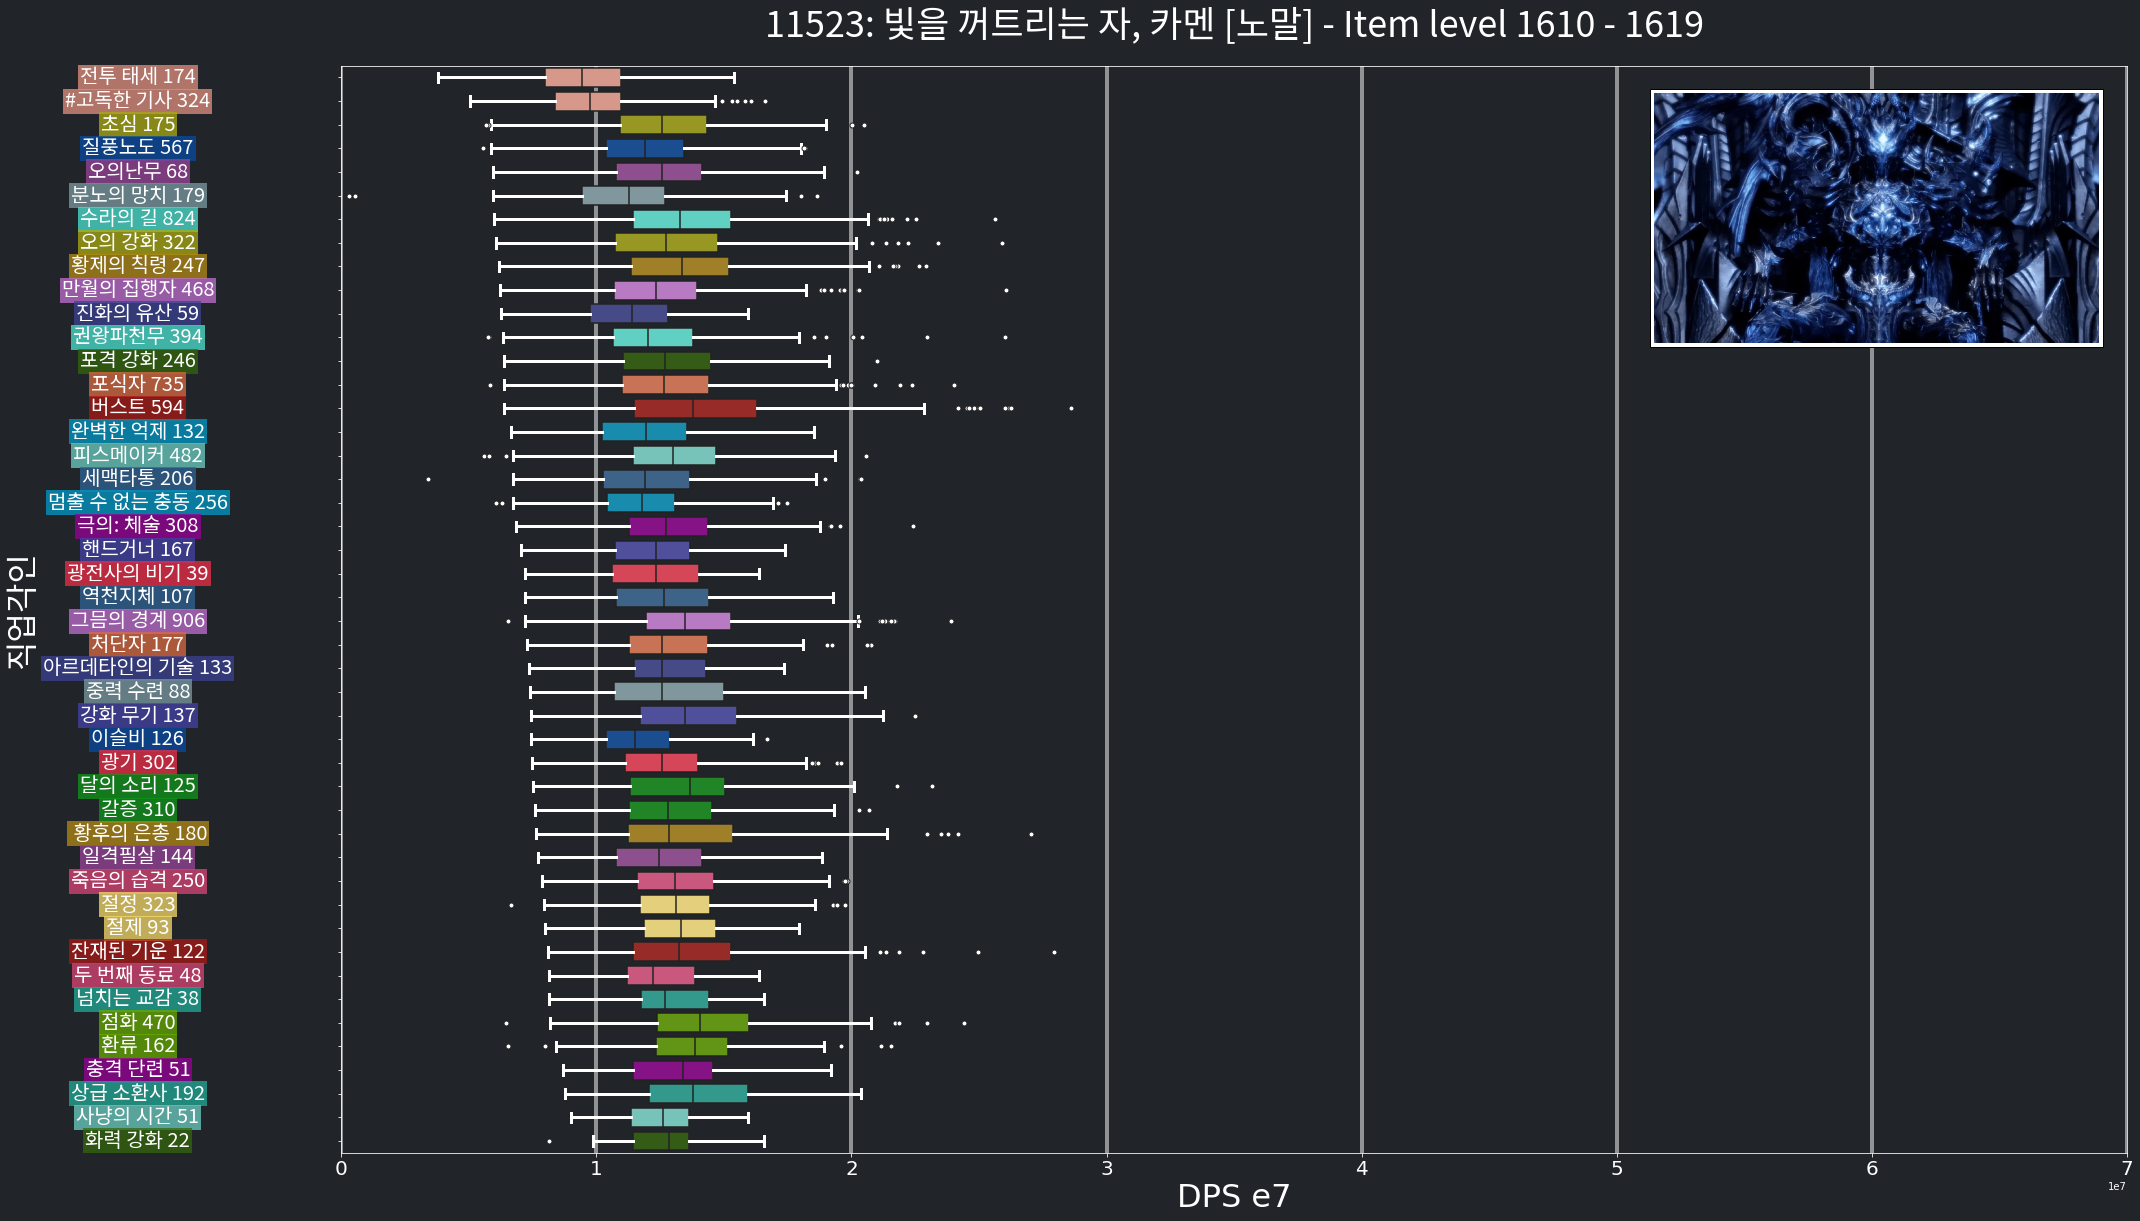 11523: 빛을 꺼트리는 자, 카멘 [노말] - Item level 1610 - 1619
전투 태세 174
#고독한 기사 324
초심 175
질풍노도 567
오의난무 68
분노의 망치 179
수라의 길 824
오의 강화 322
황제의 칙령 247
만월의 집행자 468
진화의 유산 59
권왕파천무 394
포격 강화 246
포식자 735
버스트 594
완벽한 억제 132
피스메이커 482
세맥타통 206
멈출 수 없는 충동 256
극의: 체술 308
핸드거너 167
광전사의 비기 39
역천지체 107
그믐의 경계 906
처단자 177
아르데타인의 기술 133
중력 수련 88
강화 무기 137
이슬비 126
광기 302
달의 소리 125
갈증 310
황후의 은총 180
일격필살 144
죽음의 습격 250
절정 323
절제 93
잔재된 기운 122
두 번째 동료 48
넘치는 교감 38
점화 470
환류 162
충격 단련 51
상급 소환사 192
사냥의 시간 51
화력 강화 22
직업각인
0 1 2 3 4 5 6 7
1e7
DPS e7